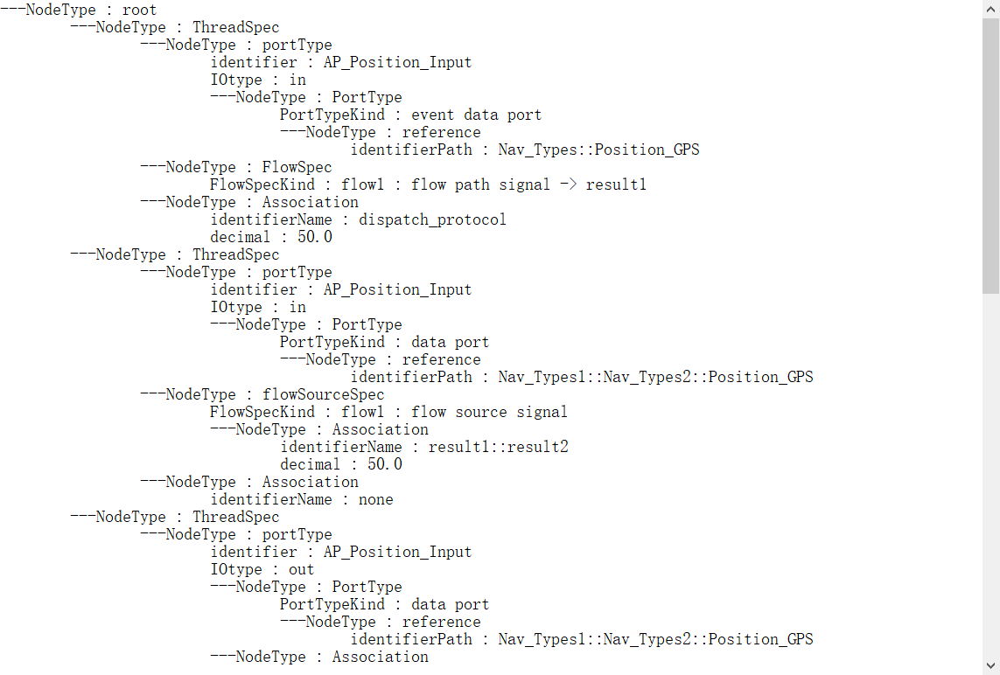 ---NodeType : root
---NodeType : ThreadSpec
---NodeType : portType
identifier : AP_Position_Input
IOtype : in
---NodeType : PortType
PortTypeKind : event data port
---NodeType : reference
identifierPath : Nav_Types::Position_GPS
---NodeType : FlowSpec
FlowSpecKind : flow1 : flow path signal -> result1
---NodeType : Association
identifierName : dispatch_protocol
decimal : 50.0
---NodeType : ThreadSpec
---NodeType : portType
identifier : AP_Position_Input
IOtype : in
---NodeType : PortType
PortTypeKind : data port
---NodeType : reference
identifierPath : Nav_Types1::Nav_Types2::Position_GPS
---NodeType : flowSourceSpec
FlowSpecKind : flow1 : flow source signal
---NodeType : Association
identifierName : result1::result2
decimal : 50.0
---NodeType : Association
identifierName : none
---NodeType : ThreadSpec
---NodeType : portType
identifier : AP_Position_Input
IOtype : out
---NodeType : PortType
PortTypeKind : data port
---NodeType : reference
identifierPath : Nav_Types1::Nav_Types2::Position_GPS
---NodeType : Association